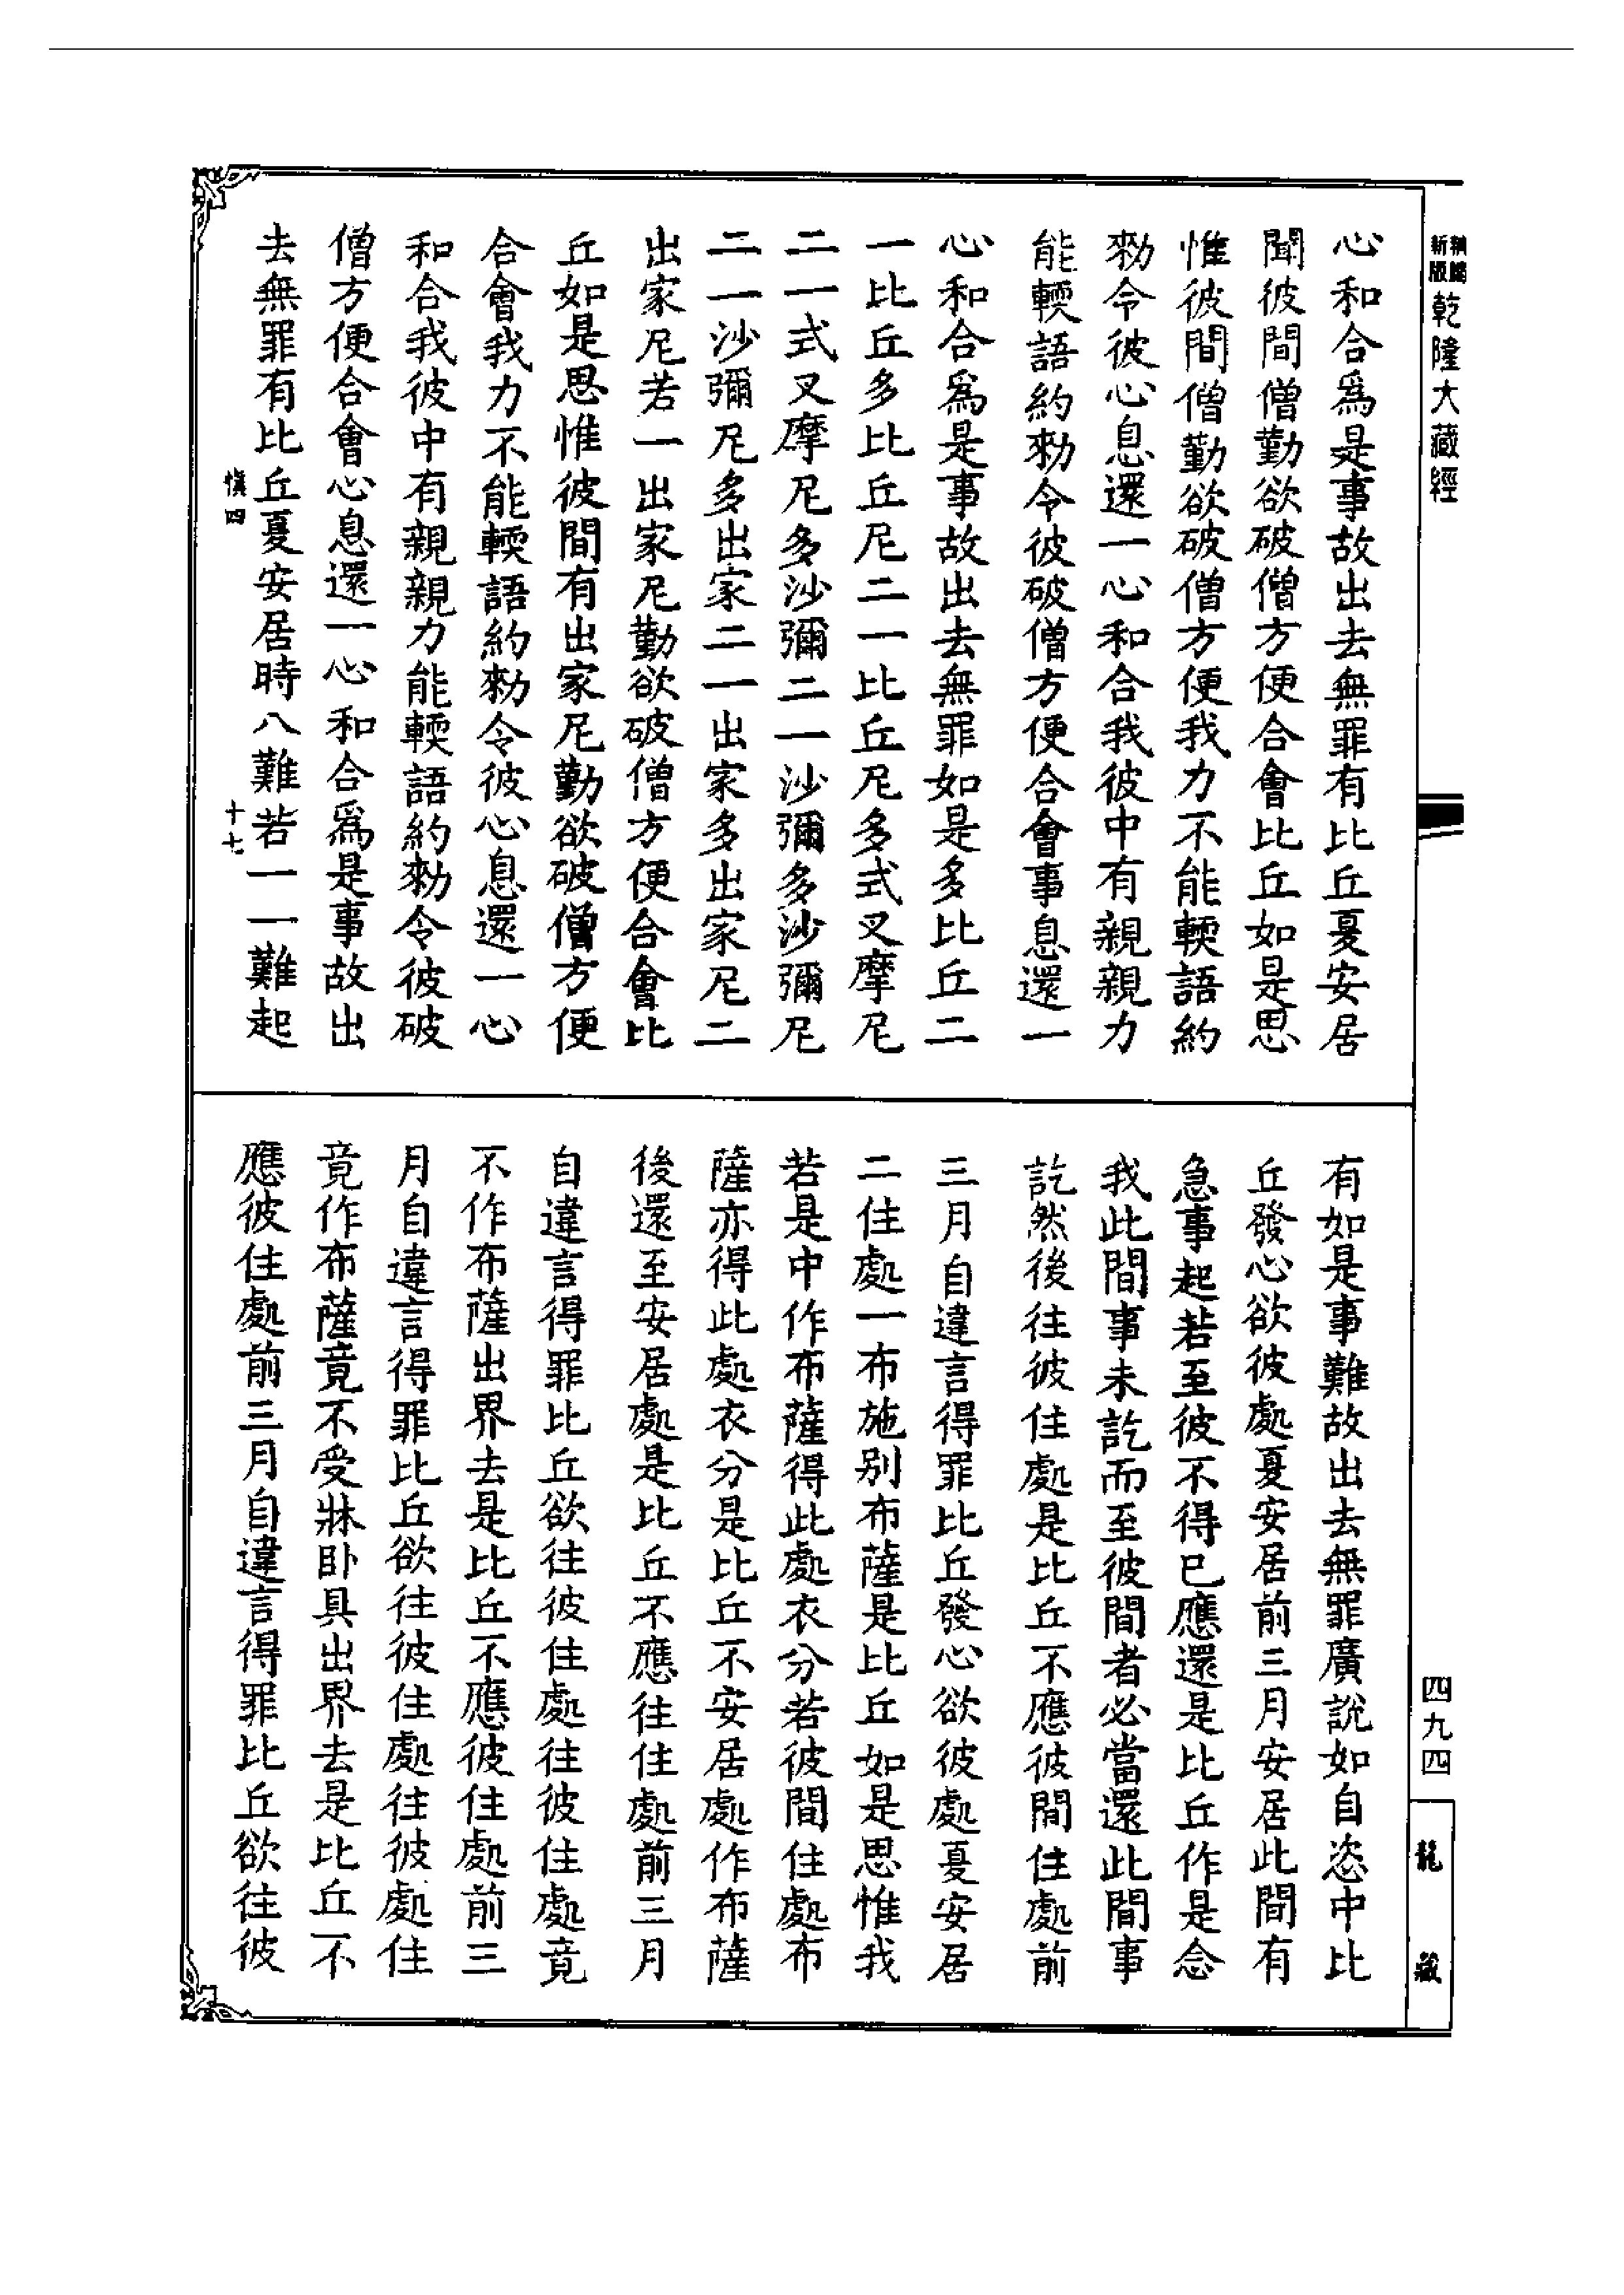 新版
乾隆大藏經
心和合爲是事故出去無罪有比丘夏安居
聞彼間僧勤欲破僧方便合會比丘如是思
惟彼間僧勤欲破僧方便我力不能輭語約
勑令彼心息還一心和合我彼中有親親力
能輭語約勑令彼破僧方便合會事息還一
心和合爲是事故出去無罪如是多比丘二
一比丘多比丘尼二一比丘尼多式叉摩尼
二一式叉摩尼多沙彌二一沙彌多沙彌尼
二一沙彌尼多出家二一出家多出家尼二
出家尼若一出家尼勤欲破僧方便合會比
丘如是思惟彼間有出家尼勤欲破僧方便
合會我力不能輭語約勑令彼心息還一心
和合我彼中有親親力能輭語約勑令彼破
僧方便合會心息還一心和合爲是事故出
去無罪有比丘夏安居時八難若一一難起
慎四
十七
有如是事難故出去無罪廣說如自恣中比
丘發心欲彼處夏安居前三月安居此間有
急事起若至彼不得已應還是比丘作是念
我此間事未訖而至彼間者必當還此間事
訖然後往彼住處是比丘不應彼間住處前
三月自違言得罪比丘發心欲彼處夏安居
二住處一布施別布薩是比丘如是思惟我
若是中作布薩得此處衣分若彼間住處布
薩亦得此處衣分是比丘不安居處作布薩
後還至安居處是比丘不應往住處前三月
自違言得罪比丘欲往彼住處往彼住處竟
不作布薩出界去是比丘不應彼住處前三
月自違言得罪比丘欲往彼住處往彼處住
竟作布薩竟不受牀卧具出界去是比丘不
應彼住處前三月自違言得罪比丘欲往彼
四九四
龍藏